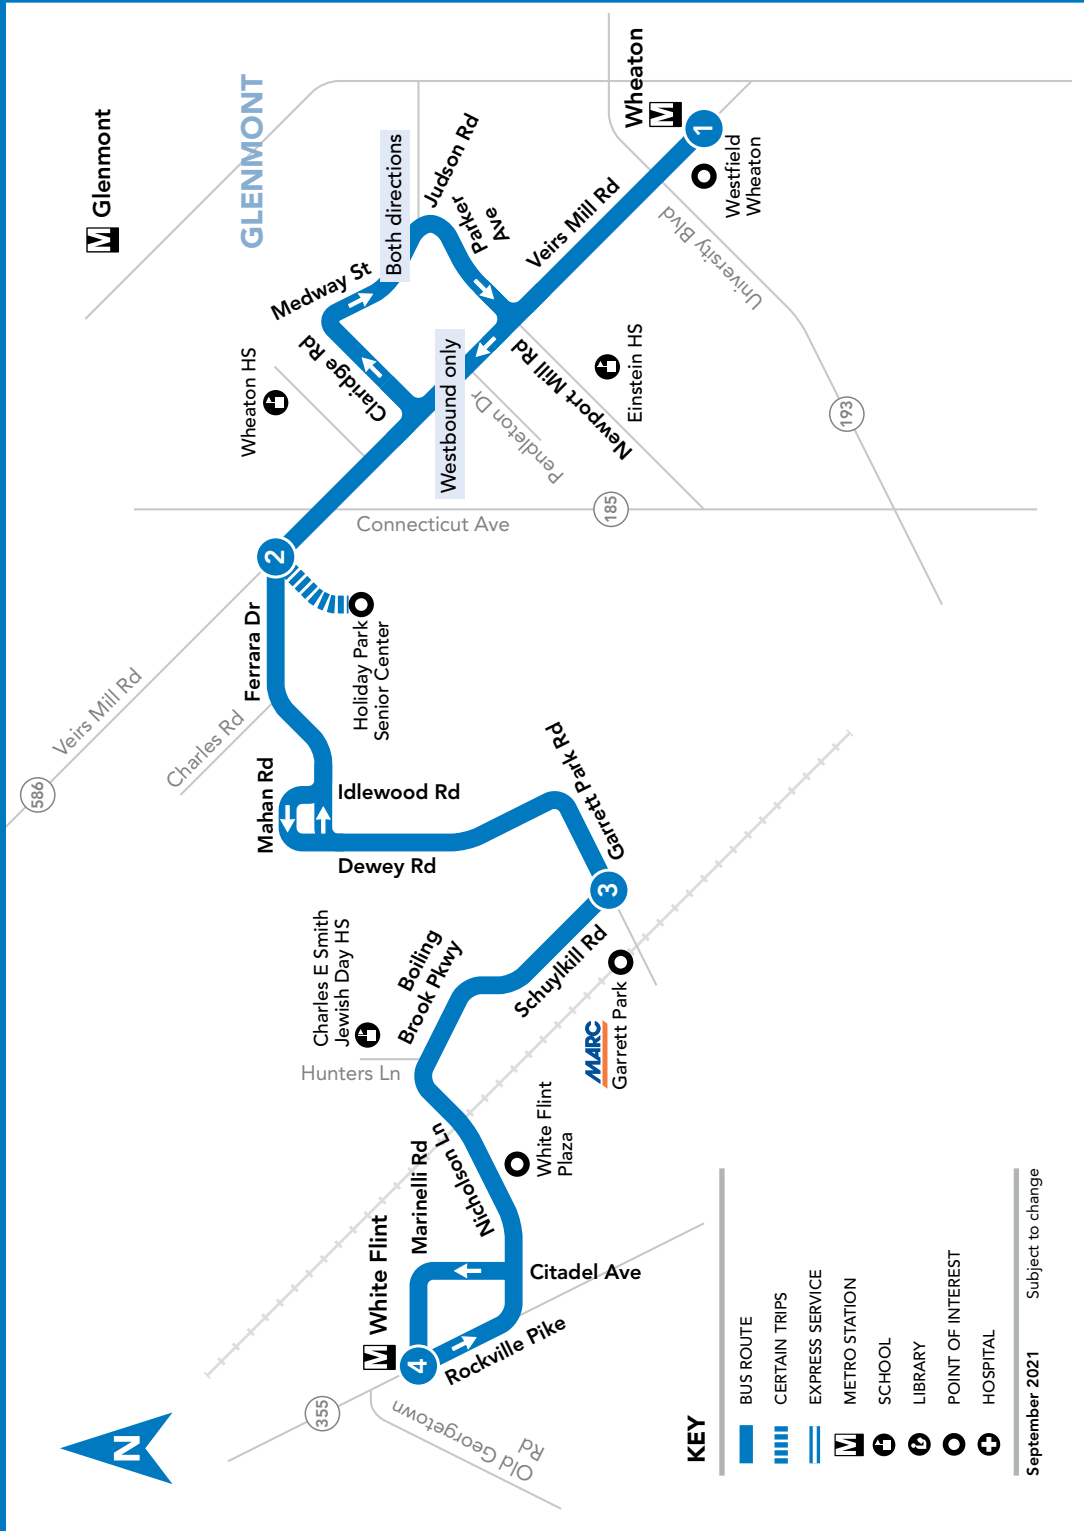 N
355
Old Georgetown
Rd
M White Flint
4
Rockville Pike
Marinelli Rd
Citadel Ave
Nicholson Ln
White Flint
Plaza
Hunters Ln
Charles E Smith
Jewish Day HS
Boiling
Brook Pkwy
Schuylkill Rd
MARC
Garrett Park
3
Garrett Park Rd
Dewey Rd
Mahan Rd
Idlewood Rd
586
Veirs Mill Rd
Charles Rd
Ferrara Dr
Holiday Park
Senior Center
2
Connecticut Ave
185
Wheaton HS
Claridge Rd
Westbound only
Pendleton Dr
Newport Mill Rd
Einstein HS
193
Medway St
Both directions
Judson Rd
Parker
Ave
Veirs Mill Rd
University Blvd
M Glenmont
GLENMONT
Wheaton
M
1
Westfield
Wheaton
KEY
BUS ROUTE
CERTAIN TRIPS
EXPRESS SERVICE
M METRO STATION
SCHOOL
LIBRARY
POINT OF INTEREST
HOSPITAL
September 2021 Subject to change